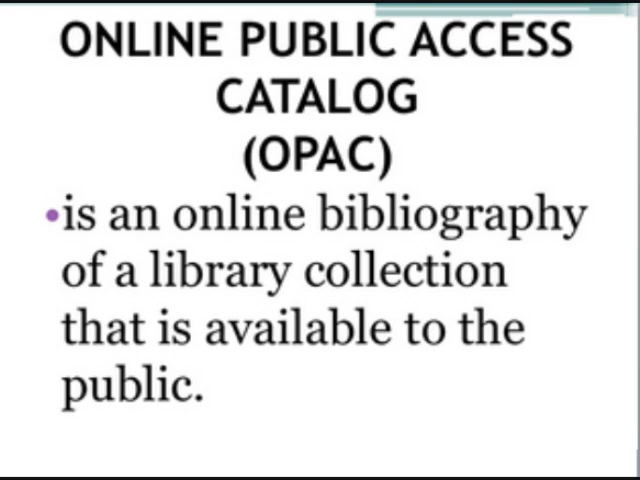 ONLINE PUBLIC ACCESS
CATALOG
(OPAC)
•is an online bibliography
of a library collection
that is available to the
public.